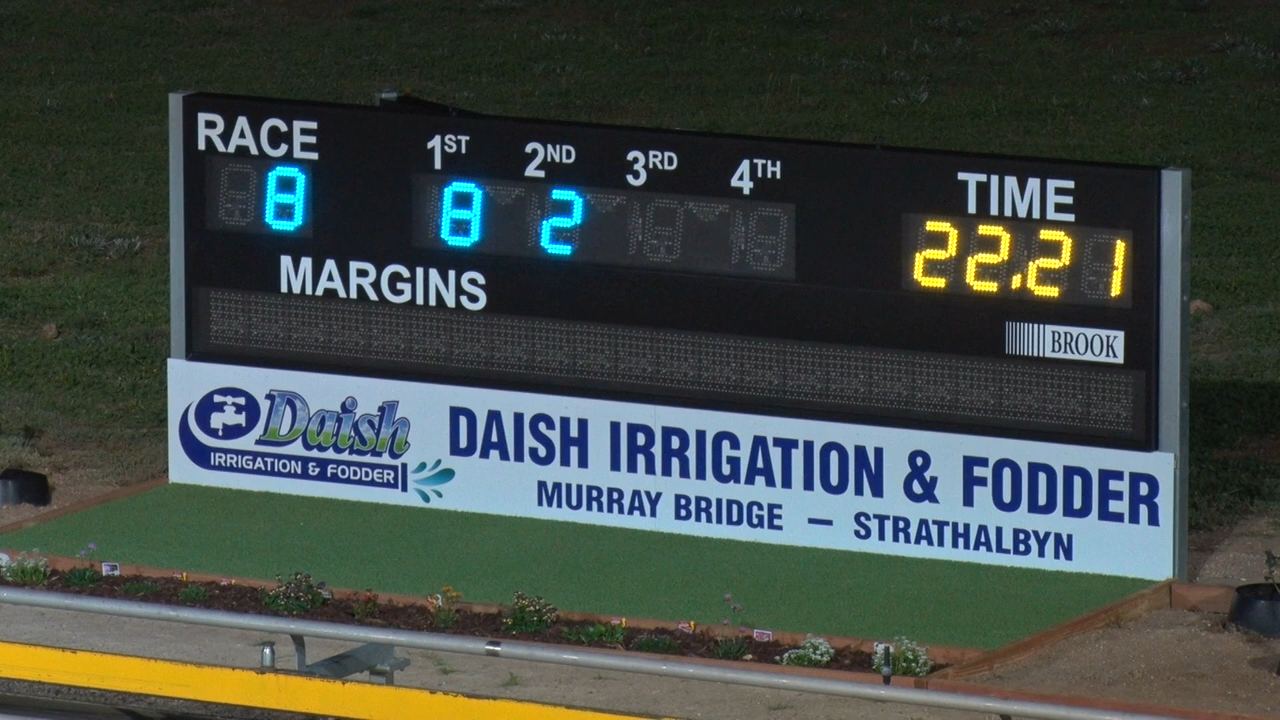 RACE 1ST 2ND 3RD 4TH TIME
8 8 2 22.21
MARGINS
BROOK
Daish
IRRIGATION & FODDER
DAISH IRRIGATION & FODDER
MURRAY BRIDGE – STRATHALBYN